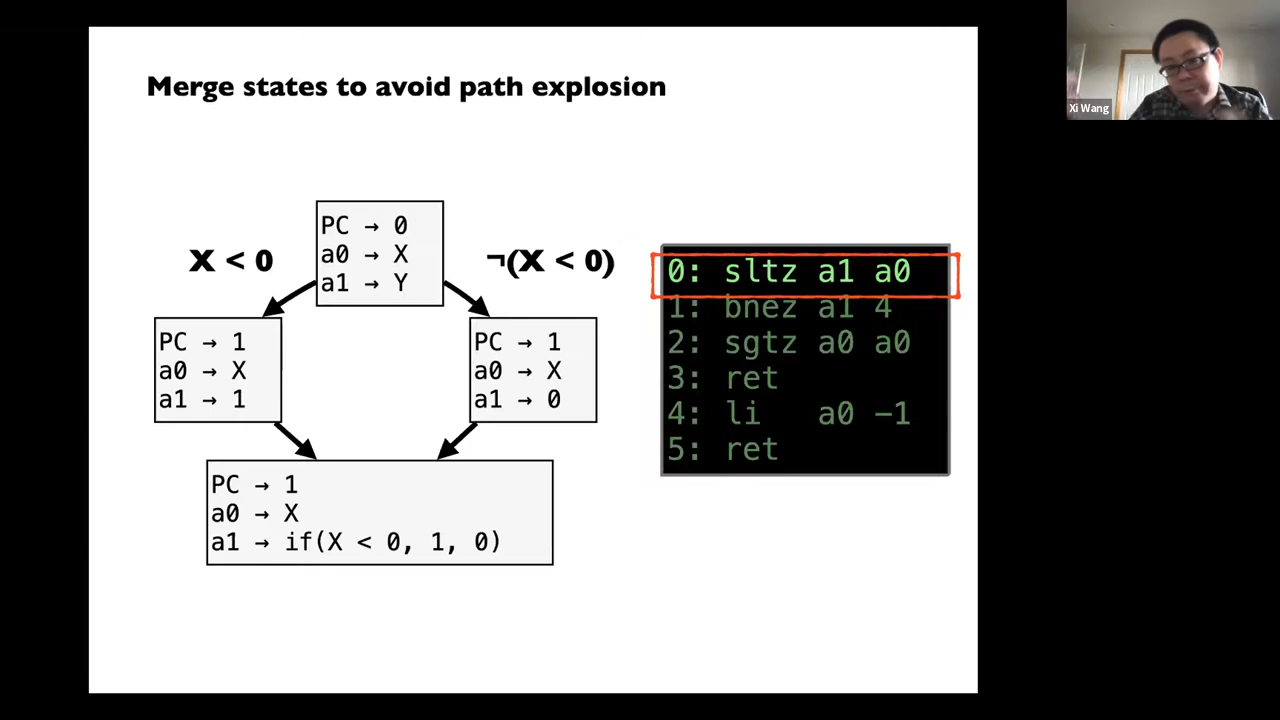 Merge states to avoid path explosion
Xi Wang
PC → 0
a0 → X
a1 → Y
X < 0
¬(X < 0)
PC → 1
a0 → X
a1 → 1
PC → 1
a0 → X
a1 → 0
PC → 1
a0 → X
a1 → if(X < 0, 1, 0)
0: sltz a1 a0
1: bnez a1 4
2: sgtz a0 a0
3: ret
4: li a0 -1
5: ret